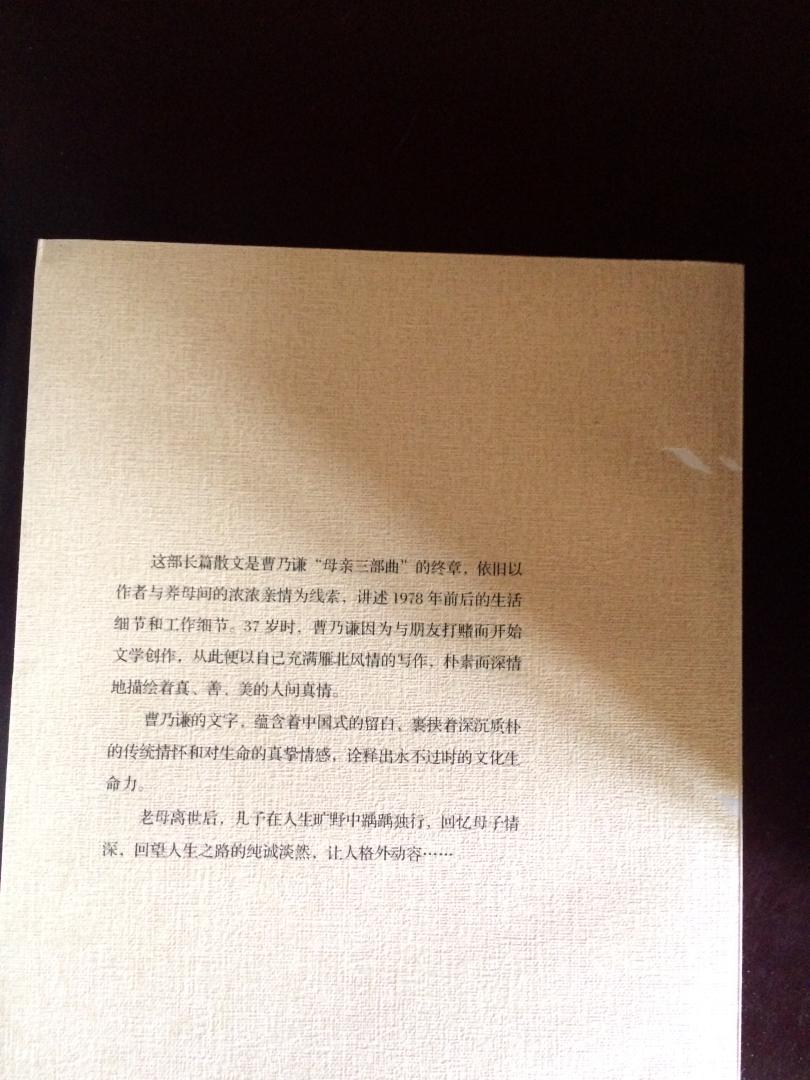 这部长篇散文是曹乃谦“母亲三部曲”的终章，依旧以
作者与养母间的浓浓亲情为线索，讲述1978年前后的生活
细节和工作细节。37岁时，曹乃谦因为与朋友打赌而开始
文学创作，从此便以自己充满雁北风情的写作，朴素而深情
地描绘着真、善、美的人间真情。
曹乃谦的文字，蕴含着中国式的留白，裹挟着深沉质朴
的传统情怀和对生命的真挚情感，诠释出永不过时的文化生
命力。
老母离世后，儿子在人生旷野中踽踽独行，回忆母子情
深，回望人生之路的纯诚淡然，让人格外动容……